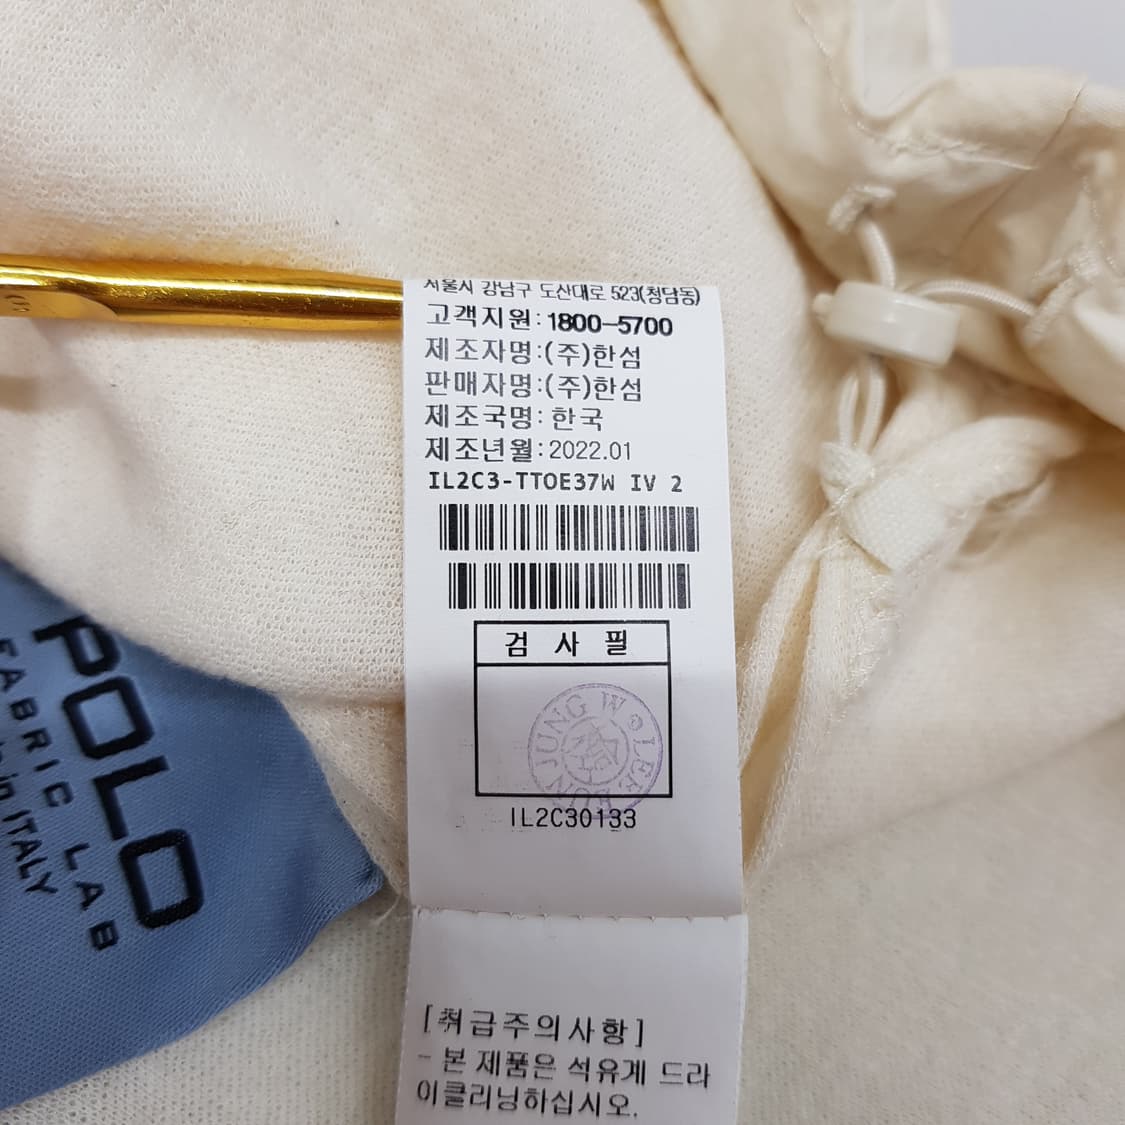 서울시 강남구 도산대로 523(청담동)
고객지원:1800-5700
제조자명:(주)한섬
판매자명:(주)한섬
제조국명:한국
제조년월:2022.01
IL2C3-TTOE37W IV 2
검 사 필
JUNG W LEE BUN
IL2C30133
[취급주의사항]
- 본 제품은 석유계 드라
이클리닝하십시오.
POLO
FABRIC LAB
in ITALY